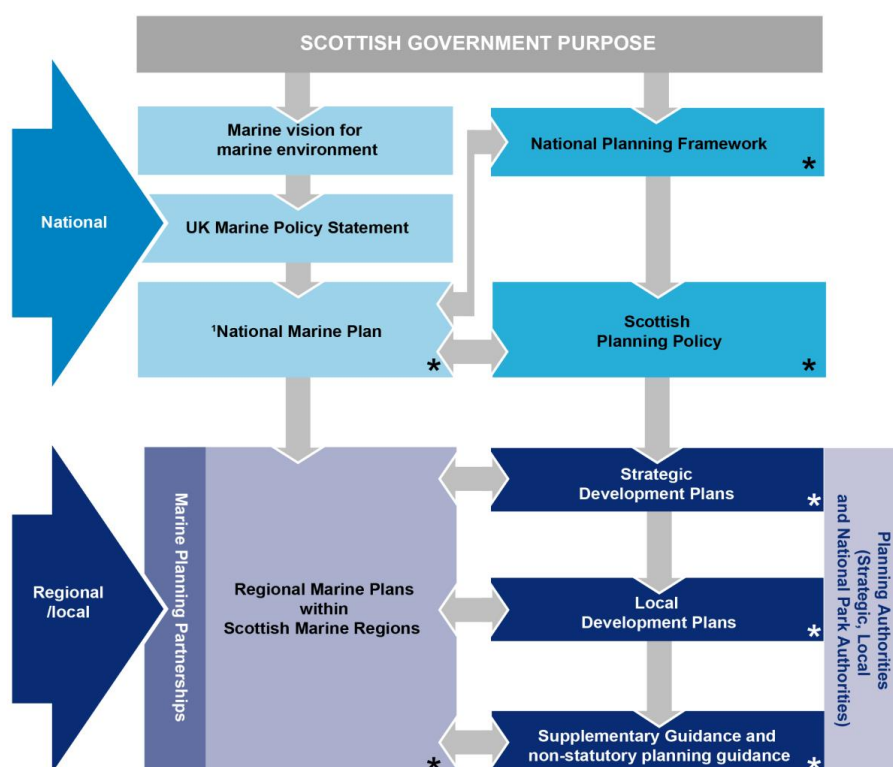 SCOTTISH GOVERNMENT PURPOSE
Marine vision for
marine environment
National Planning Framework
*
National
UK Marine Policy Statement
¹National Marine Plan
*
Scottish
Planning Policy
*
Regional
/local
Marine Planning Partnerships
Regional Marine Plans
within
Scottish Marine Regions
*
Strategic
Development Plans
*
Local
Development Plans
*
Supplementary Guidance and
non-statutory planning guidance
*
Planning Authorities
(Strategic, Local
and National Park Authorities)